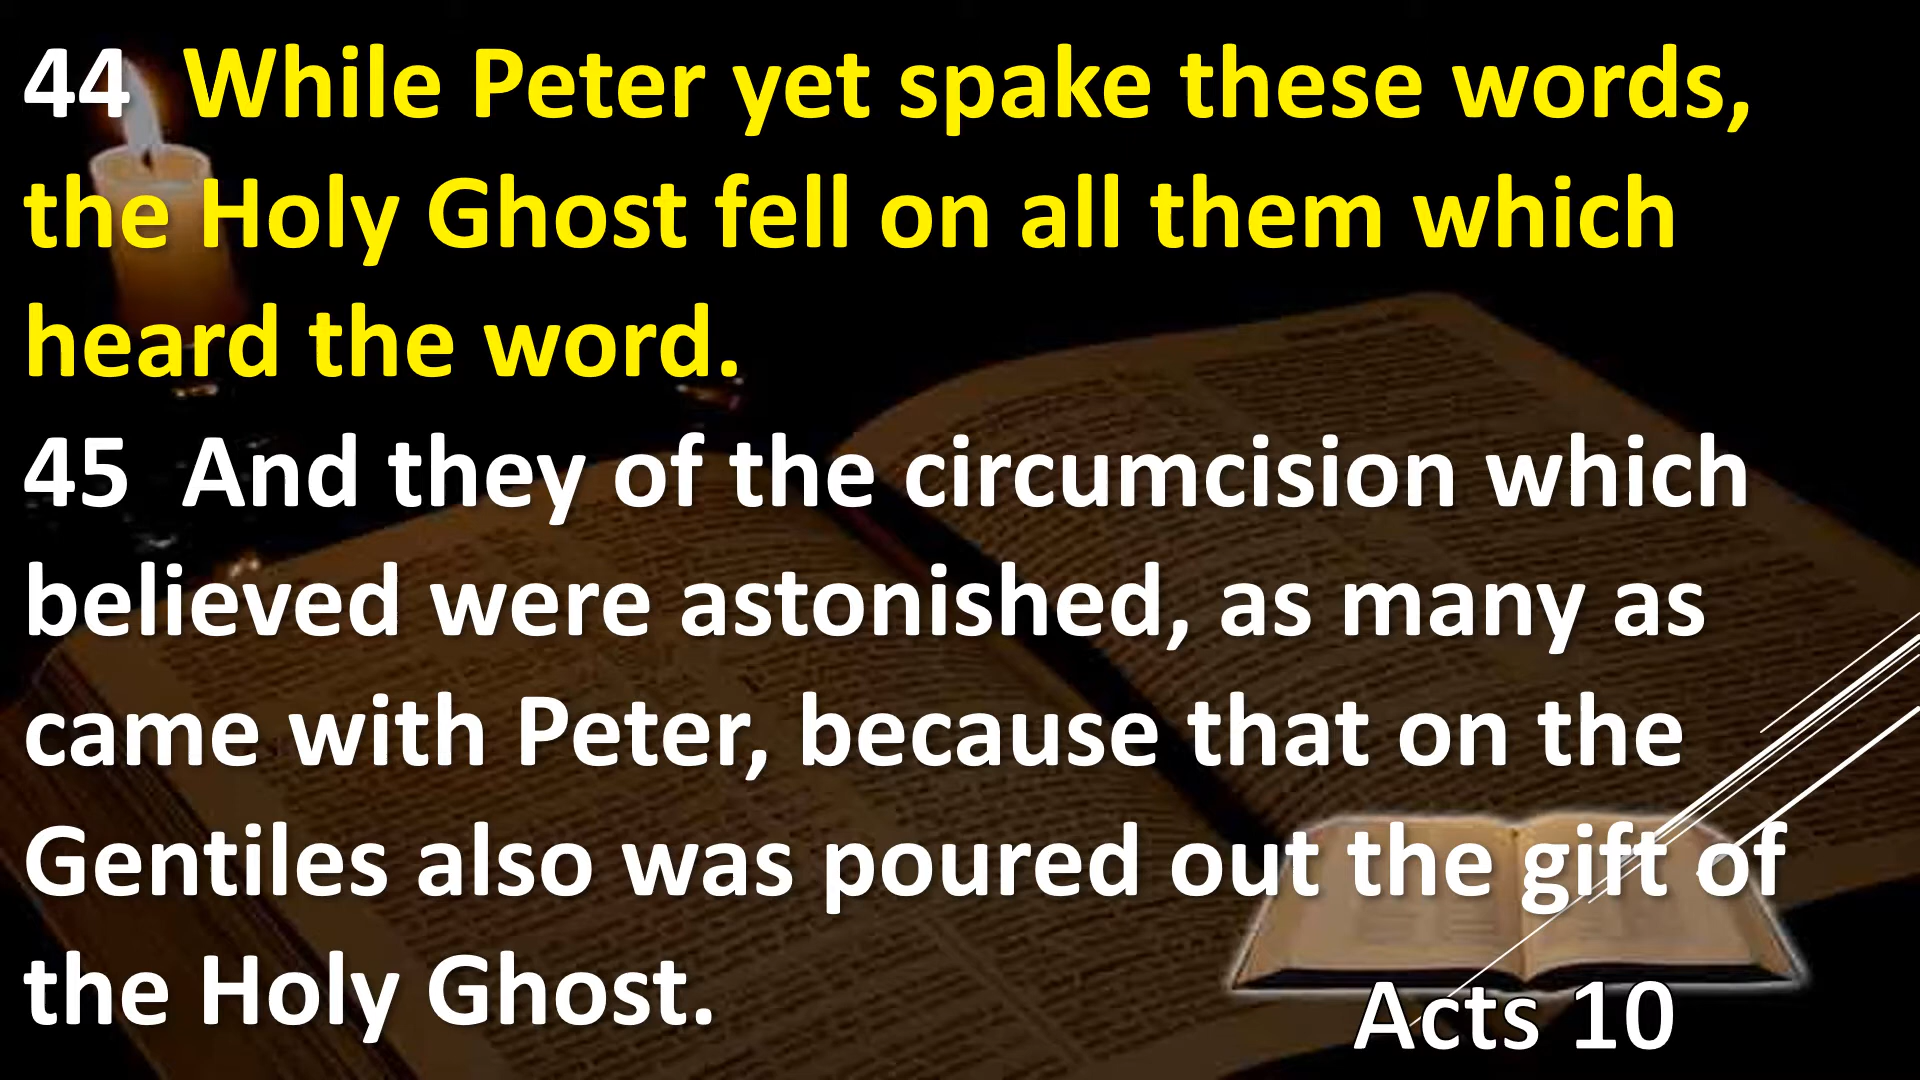 44  While Peter yet spake these words,
the Holy Ghost fell on all them which
heard the word.
45  And they of the circumcision which
believed were astonished, as many as
came with Peter, because that on the
Gentiles also was poured out the gift of
the Holy Ghost.
Acts 10